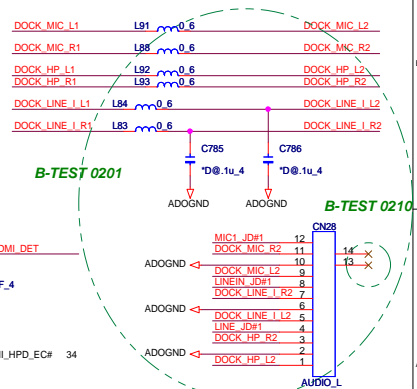 DOCK_MIC_L1 L91 0_6 DOCK_MIC_L2
DOCK_MIC_R1 L88 0_6 DOCK_MIC_R2
DOCK_HP_L1 L92 0_6 DOCK_HP_L2
DOCK_HP_R1 L93 0_6 DOCK_HP_R2
DOCK_LINE_I_L1 L84 0_6 DOCK_LINE_I_L2
DOCK_LINE_I_R1 L83 0_6 DOCK_LINE_I_R2
C785 C786
*D@.1u_4 *D@.1u_4
B-TEST 0201
ADOGND ADOGND
B-TEST 0210
CN28
MIC1_JD#1 12
DOCK_MIC_R2 11 14
ADOGND 10 13
DOCK_MIC_L2 9
LINEIN_JD#1 8
DOCK_LINE_I_R2 7
ADOGND 6
DOCK_LINE_I_L2 5
LINE_JD#1 4
DOCK_HP_R2 3
ADOGND 2
DOCK_HP_L2 1
AUDIO_L
DMI_DET
F_4
I_HPD_EC# 34